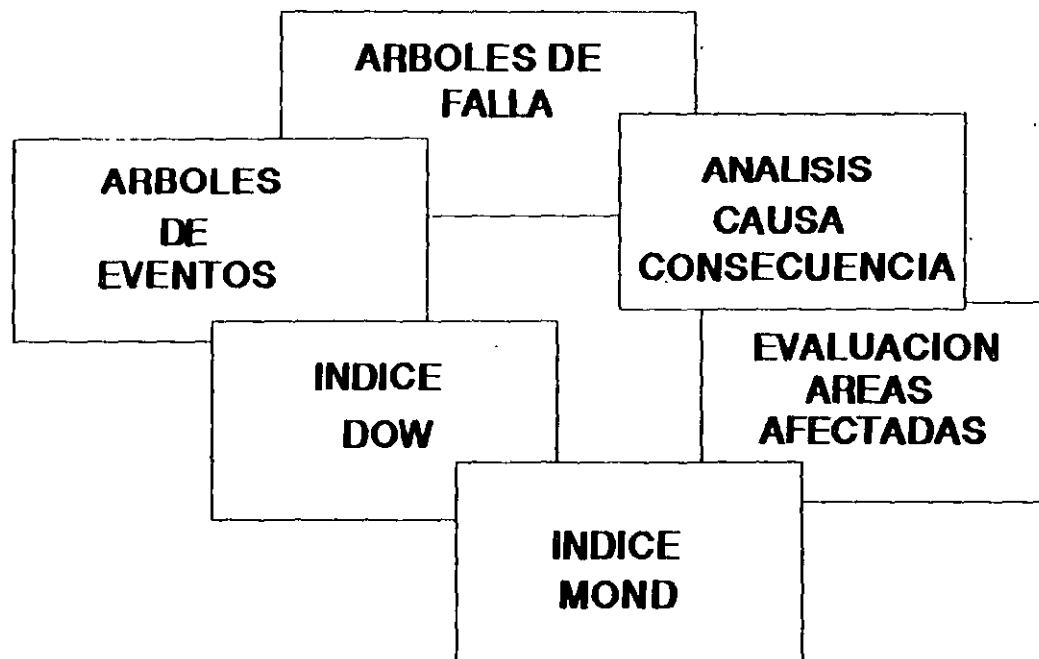 ARBOLES DE
FALLA
ARBOLES
DE
EVENTOS
ANALISIS
CAUSA
CONSECUENCIA
INDICE
DOW
EVALUACION
AREAS
AFECTADAS
INDICE
MOND